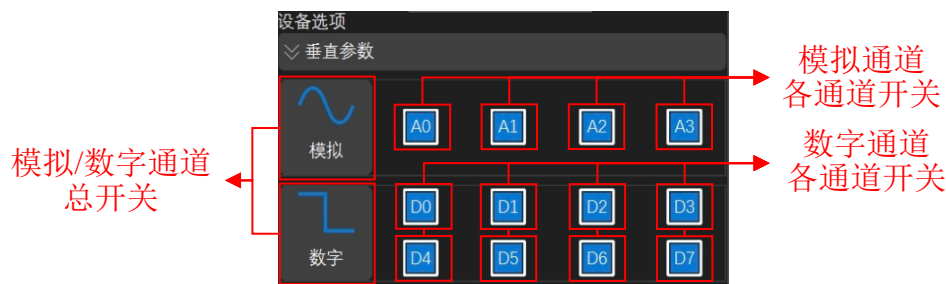 设备选项
垂直参数
模拟
A0
A1
A2
A3
数字
D0
D1
D2
D3
D4
D5
D6
D7
模拟/数字通道
总开关
模拟通道
各通道开关
数字通道
各通道开关